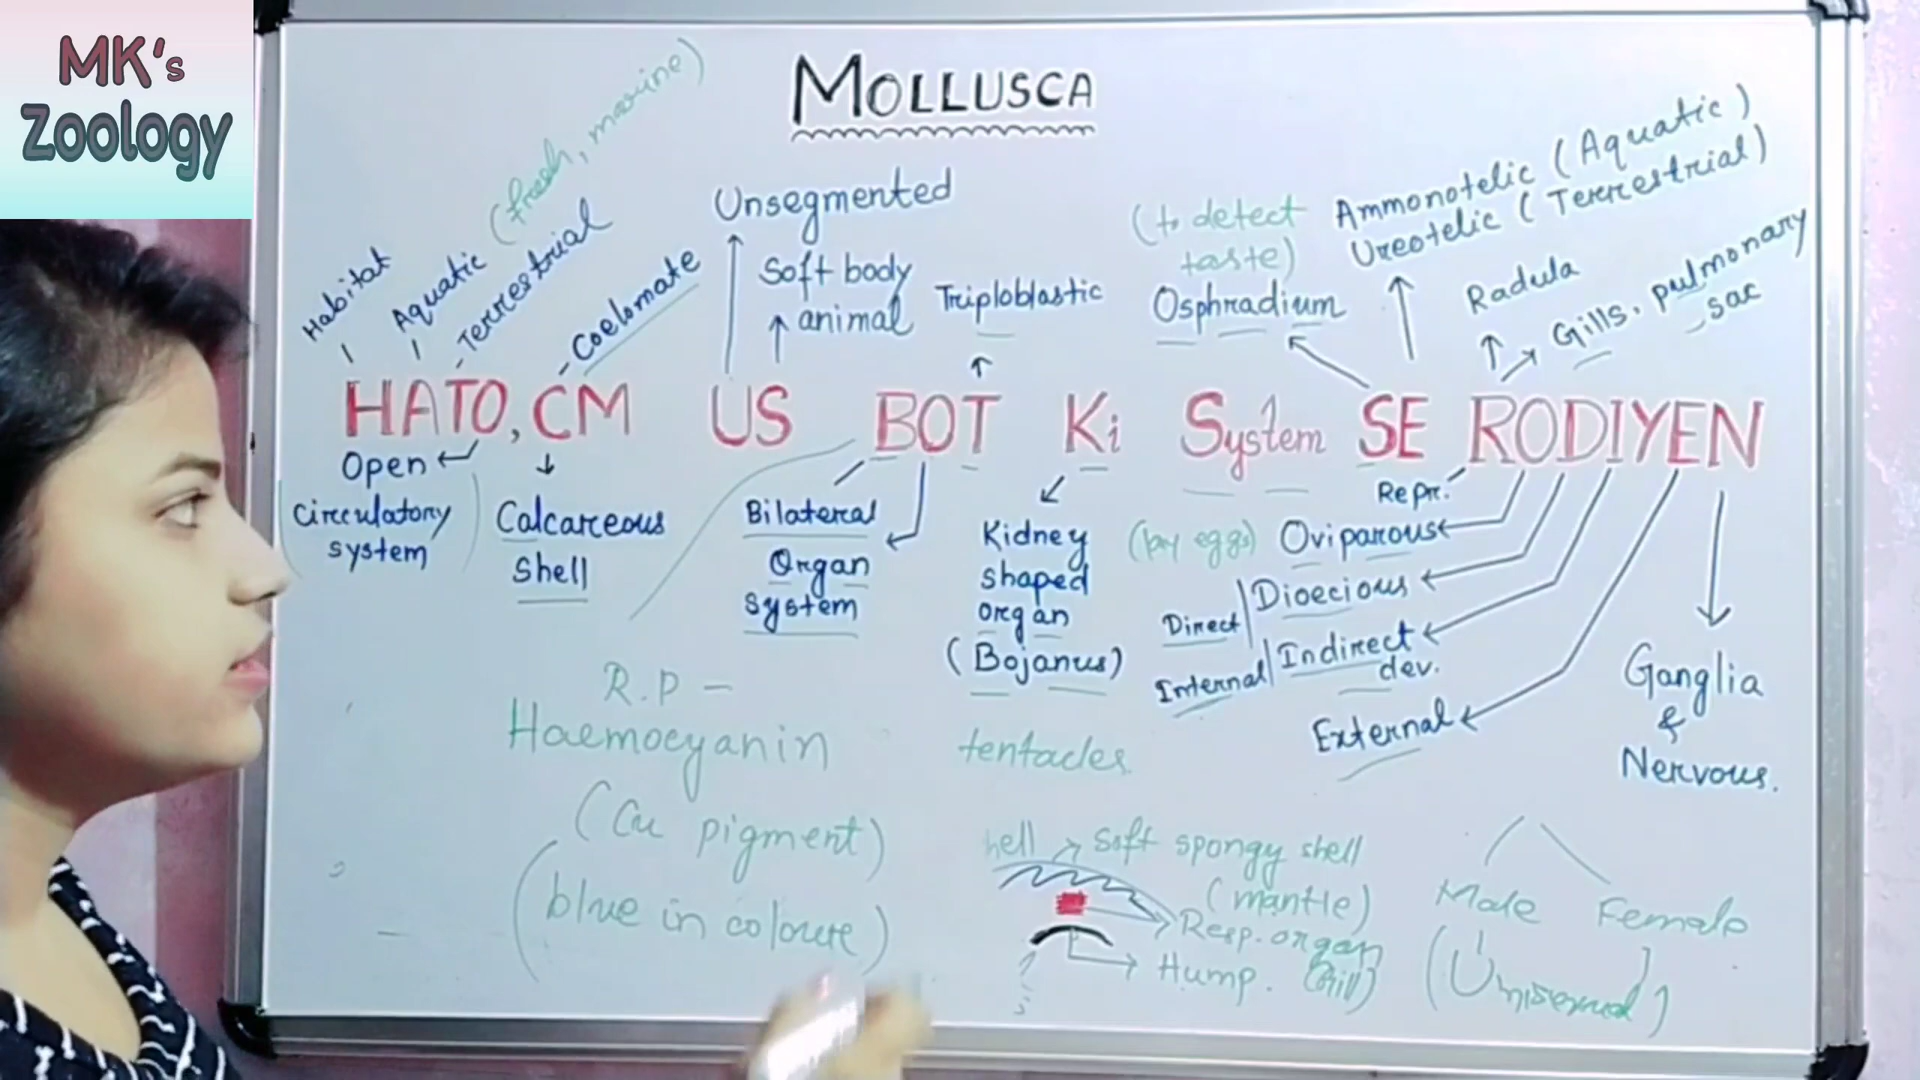 MK's
Zoology
MOLLUSCA
Habitat
Aquatic (fresh, marine)
Terrestrial
Coelomate
Unsegmented
Soft body
animal
Triploblastic
(to detect
taste)
Osphradium
Ammonotelic (Aquatic)
Ureotelic (Terrestrial)
Radula
Gills, pulmonary
sac
HATO, CM US BOT Ki System SE RODIYEN
Open
circulatory
system
Calcareous
Shell
Bilateral
Organ
system
Kidney
shaped
organ
(Bojanus)
Repr.
(by eggs) Oviparous
Dioecious
Direct
Indirect
dev.
Internal
External
Ganglia
&
Nervous.
R.P -
Haemocyanin
(Cu pigment)
(blue in colour)
tentacles
hell → Soft spongy shell
(mantle)
Resp. organ
(Gill)
Hump.
Male Female
(Unisexual)